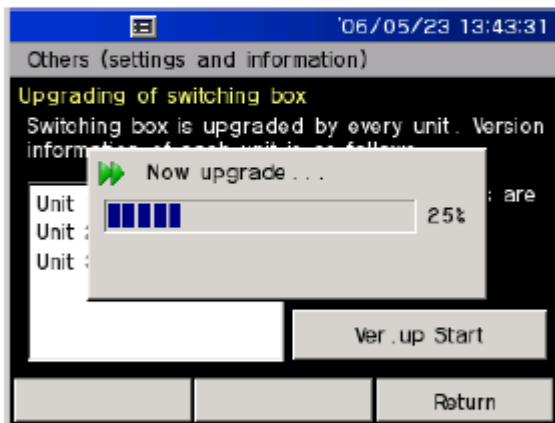 '06/05/23 13:43:31
Others (settings and information)
Upgrading of switching box
Switching box is upgraded by every unit. Version
Now upgrade...
25%
are
Unit
Unit
Unit
Ver.up Start
Return